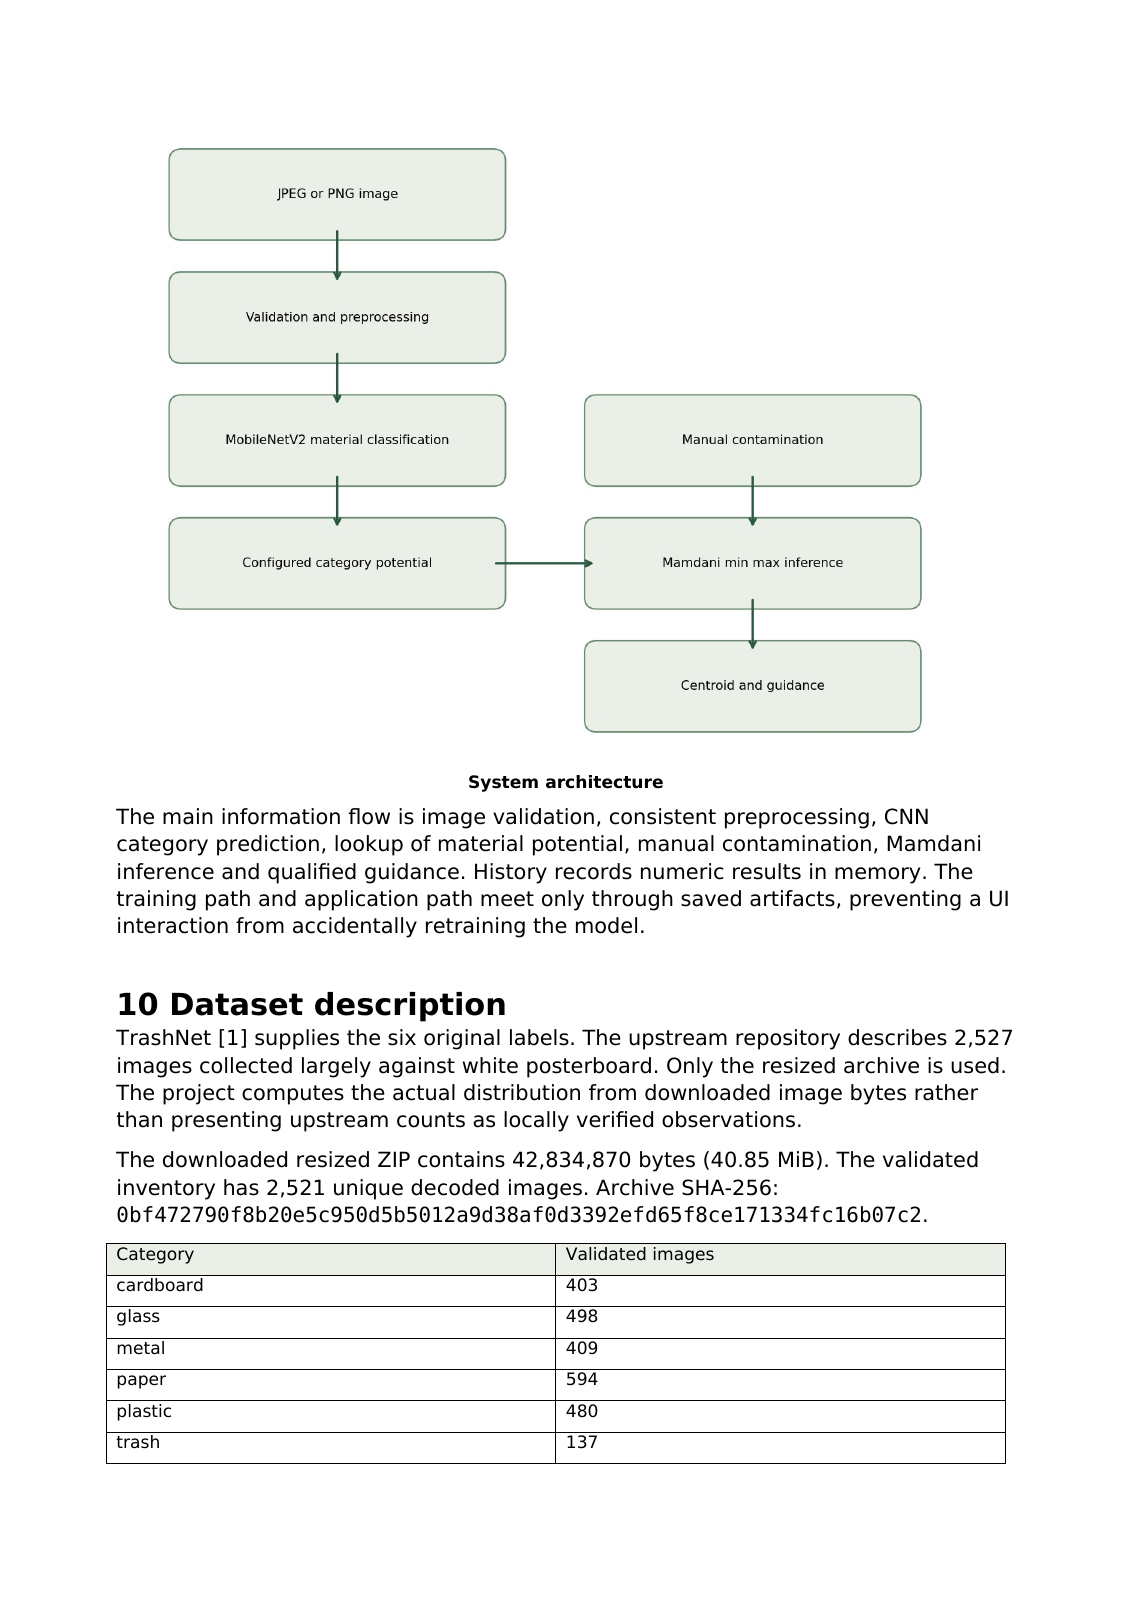 JPEG or PNG image
Validation and preprocessing
MobileNetV2 material classification
Manual contamination
Configured category potential
Mamdani min max inference
Centroid and guidance
System architecture
The main information flow is image validation, consistent preprocessing, CNN
category prediction, lookup of material potential, manual contamination, Mamdani
inference and qualified guidance. History records numeric results in memory. The
training path and application path meet only through saved artifacts, preventing a UI
interaction from accidentally retraining the model.
10 Dataset description
TrashNet [1] supplies the six original labels. The upstream repository describes 2,527
images collected largely against white posterboard. Only the resized archive is used.
The project computes the actual distribution from downloaded image bytes rather
than presenting upstream counts as locally verified observations.
The downloaded resized ZIP contains 42,834,870 bytes (40.85 MiB). The validated
inventory has 2,521 unique decoded images. Archive SHA-256:
0bf472790f8b20e5c950d5b5012a9d38af0d3392efd65f8ce171334fc16b07c2.
Category Validated images
cardboard 403
glass 498
metal 409
paper 594
plastic 480
trash 137